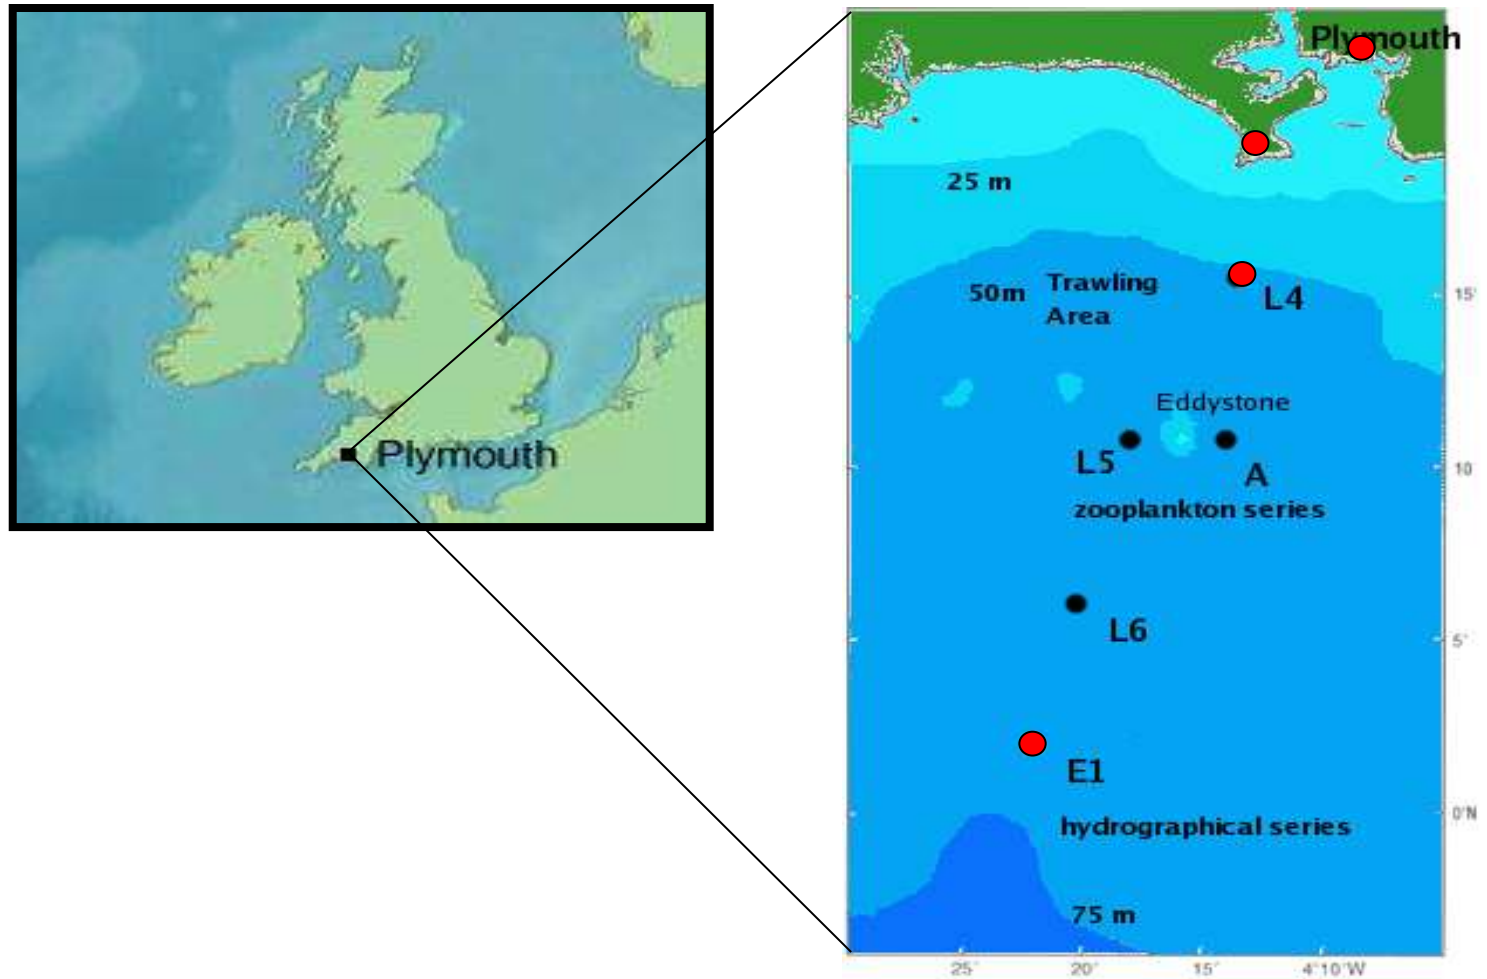 Plymouth
Plymouth
25 m
50m
Trawling
Area
L4
15'
Eddystone
L5
A
10'
zooplankton series
L6
5'
E1
0'N
hydrographical series
75 m
25'
20'
15'
4°10'W